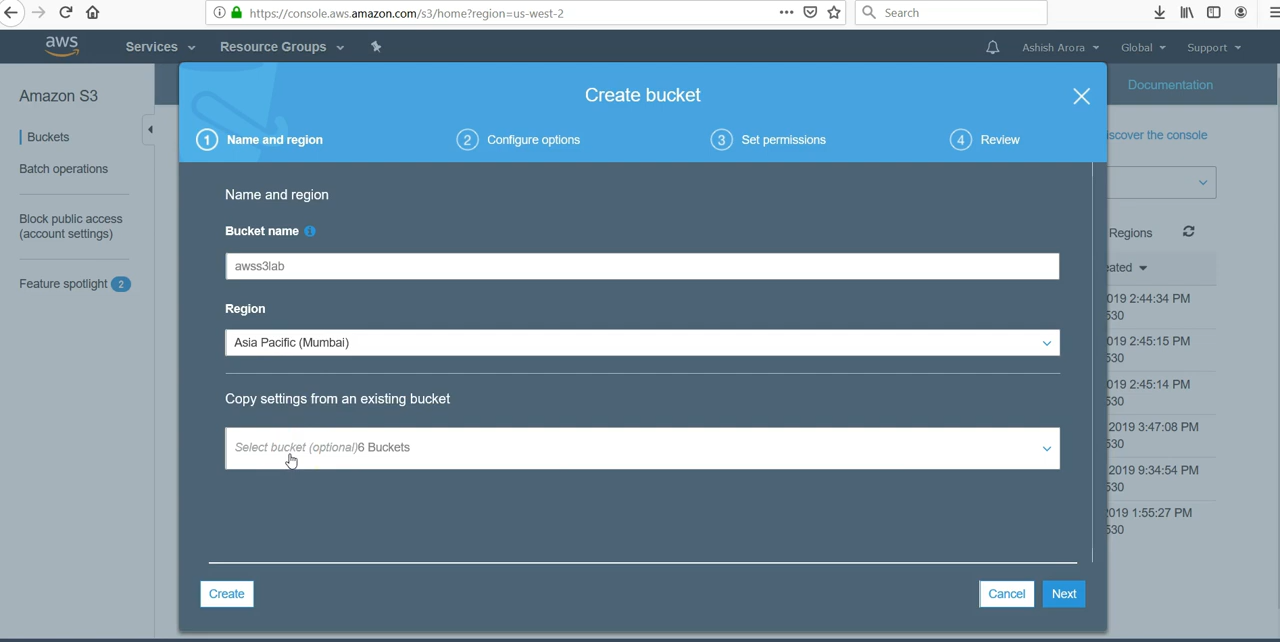 https://console.aws.amazon.com/s3/home?region=us-west-2
Search
aws
Services
Resource Groups
Ashish Arora
Global
Support
Amazon S3
Buckets
Batch operations
Block public access
(account settings)
Feature spotlight 2
Create bucket
1 Name and region
2 Configure options
3 Set permissions
4 Review
Name and region
Bucket name
awss3lab
Region
Asia Pacific (Mumbai)
Copy settings from an existing bucket
Select bucket (optional)6 Buckets
Create
Cancel
Next
Documentation
iscover the console
Regions
eated
019 2:44:34 PM
530
019 2:45:15 PM
530
019 2:45:14 PM
530
2019 3:47:08 PM
530
2019 9:34:54 PM
530
2019 1:55:27 PM
530